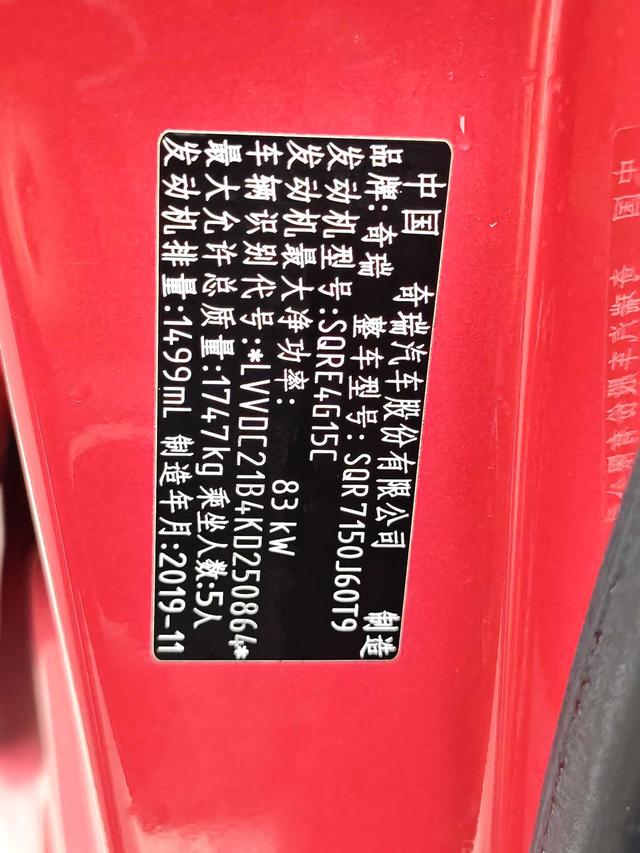 中国 奇瑞汽车股份有限公司 制造
品牌:奇瑞 整车型号:SQR7150J60T9
发动机型号:SQRE4G15C
发动机最大净功率: 83 kW
车辆识别代号:*LVVDC21B4KD250864*
最大允许总质量:1747kg 乘坐人数:5人
发动机排量:1499mL 制造年月:2019-11